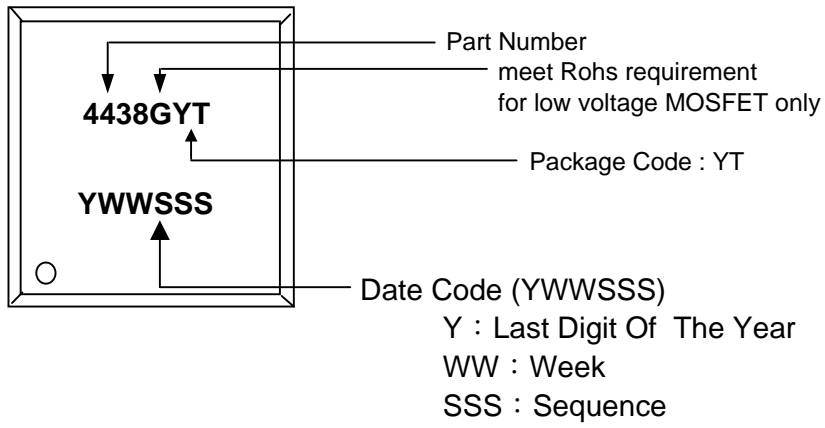 Part Number
meet Rohs requirement
for low voltage MOSFET only
4438GYT
Package Code : YT
YWWSSS
Date Code (YWWSSS)
Y：Last Digit Of The Year
WW：Week
SSS：Sequence